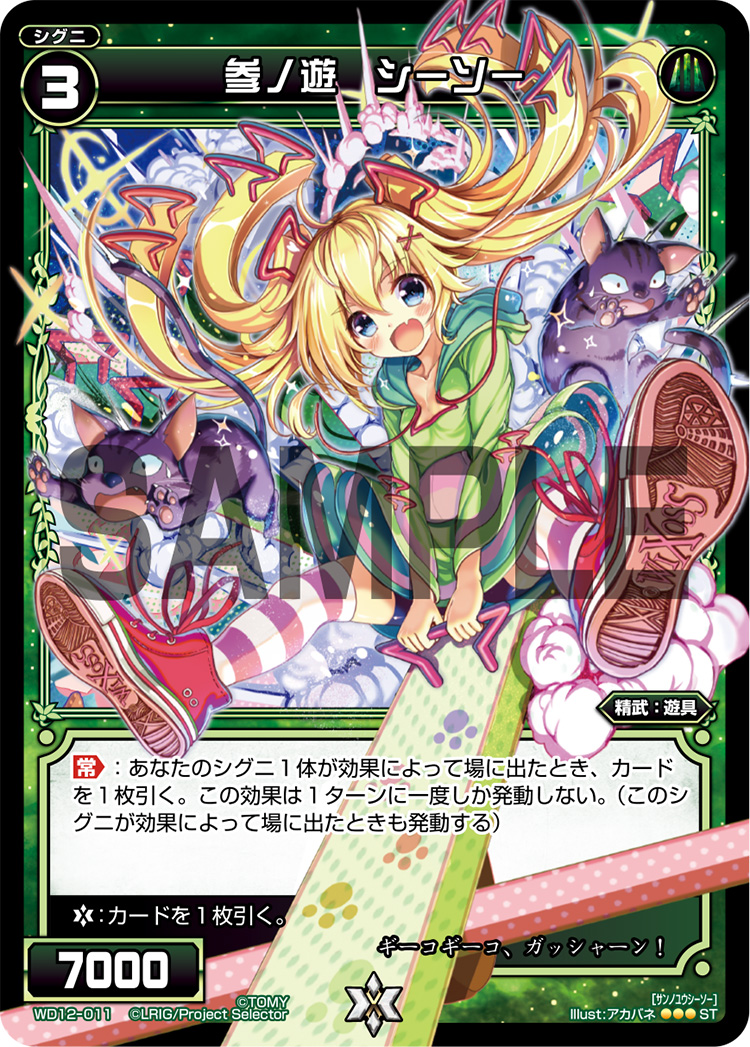 シグニ
3
参ノ遊　シーソー
SAMPLE
WIXOSS
WIXOSS
精武：遊具
常：あなたのシグニ１体が効果によって場に出たとき、カード
を１枚引く。この効果は１ターンに一度しか発動しない。（このシ
グニが効果によって場に出たときも発動する）
：カードを１枚引く。
ギーコギーコ、ガッシャーン！
7000
[サンノユウシーソー]
WD12-011 ©LRIG/Project Selector ©TOMY
Illust:アカバネ ST